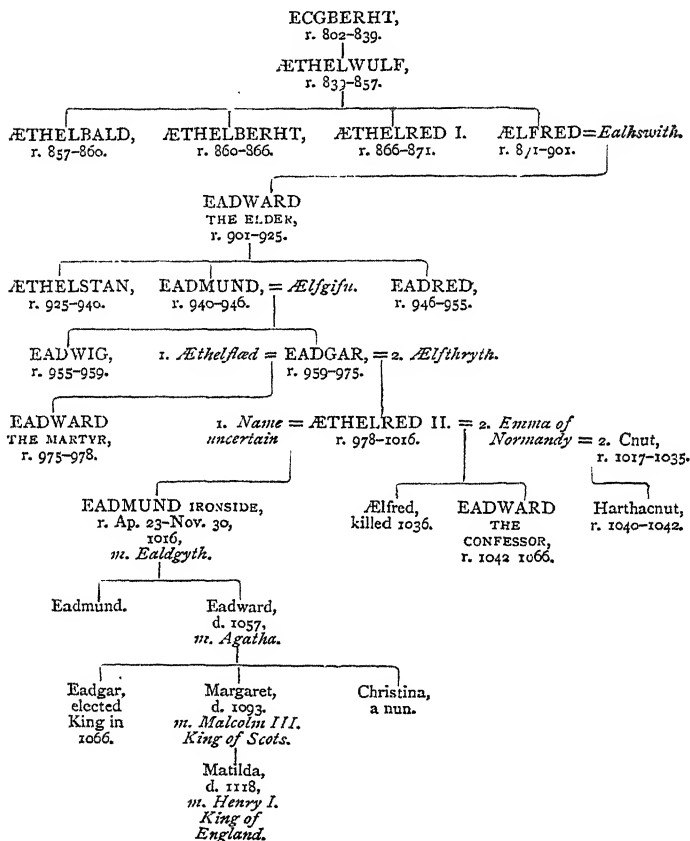 ECGBERHT,
r. 802–839.
ÆTHELWULF,
r. 839–857.
ÆTHELBALD, ÆTHELBERHT, ÆTHELRED I. ÆLFRED=Ealhswith.
r. 857–860. r. 860–866. r. 866–871. r. 871–901.
EADWARD
THE ELDER,
r. 901–925.
ÆTHELSTAN, EADMUND, = Ælfgifu. EADRED,
r. 925–940. r. 940–946. r. 946–955.
EADWIG, 1. Æthelflæd = EADGAR, = 2. Ælfthryth.
r. 955–959. r. 959–975.
EADWARD 1. Name = ÆTHELRED II. = 2. Emma of
THE MARTYR, uncertain r. 978–1016. Normandy = 2. Cnut,
r. 975–978. r. 1017–1035.
EADMUND IRONSIDE, Ælfred, EADWARD Harthacnut,
r. Ap. 23–Nov. 30, killed 1036. THE r. 1040–1042.
1016, CONFESSOR,
m. Ealdgyth. r. 1042 1066.
Eadmund. Eadward,
d. 1057,
m. Agatha.
Eadgar, Margaret, Christina,
elected d. 1093. a nun.
King in m. Malcolm III.
1066. King of Scots.
Matilda,
d. 1118,
m. Henry I.
King of
England.